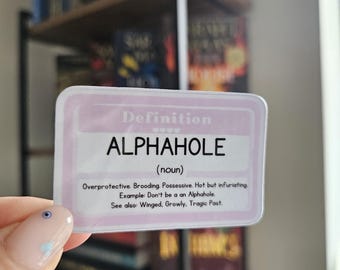 Definition
ALPHAHOLE
(noun)
Overprotective. Brooding. Possessive. Hot but infuriating.
Example: Don't be a an Alphahole.
See also: Winged, Growly, Tragic Past.